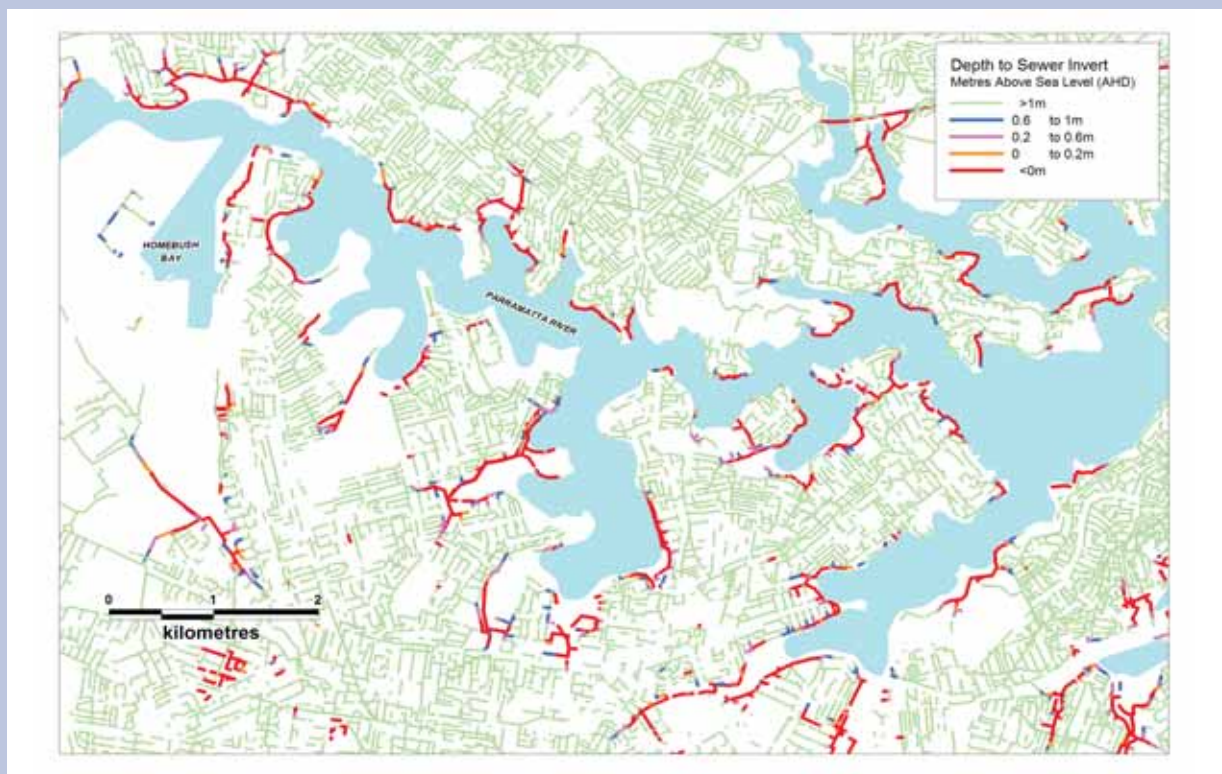 Depth to Sewer Invert
Metres Above Sea Level (AHD)
>1m
0.6 to 1m
0.2 to 0.6m
0 to 0.2m
<0m
HOMEBUSH
BAY
PARRAMATTA RIVER
0 1 2
kilometres